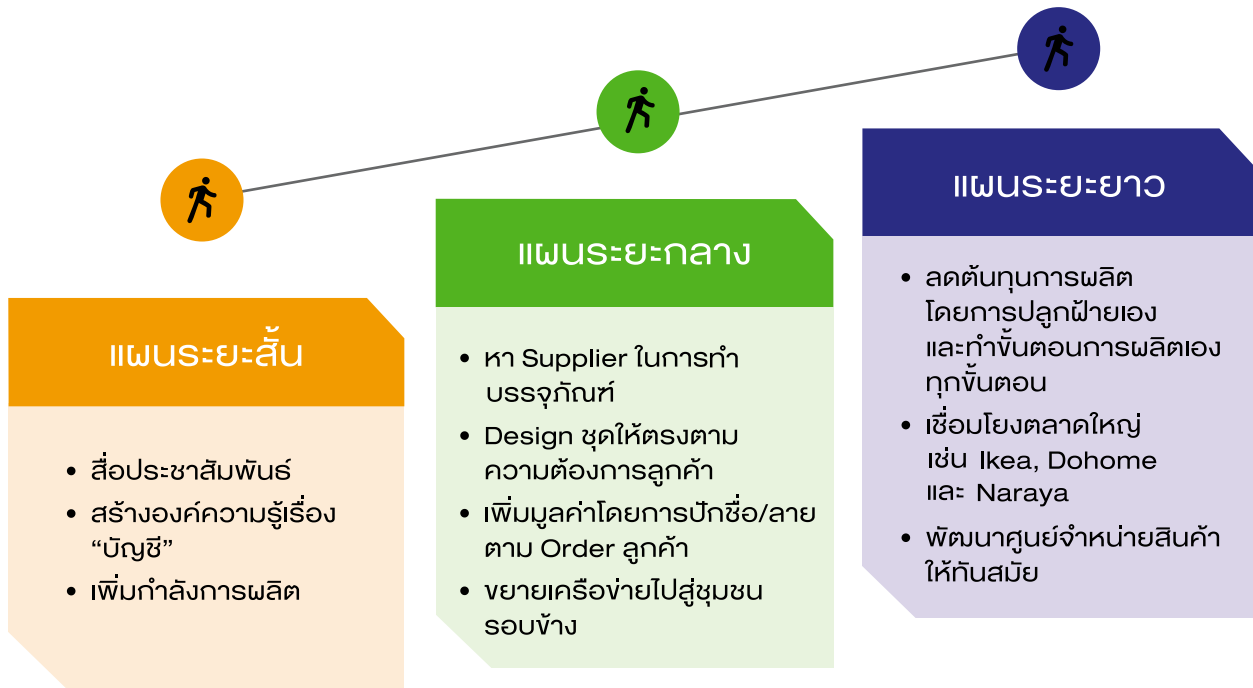 แผนระยะสั้น
• สื่อประชาสัมพันธ์
• สร้างองค์ความรู้เรื่อง
“บัญชี”
• เพิ่มกำลังการผลิต
แผนระยะกลาง
• หา Supplier ในการทำ
บรรจุภัณฑ์
• Design ชุดให้ตรงตาม
ความต้องการลูกค้า
• เพิ่มมูลค่าโดยการปักชื่อ/ลาย
ตาม Order ลูกค้า
• ขยายเครือข่ายไปสู่ชุมชน
รอบข้าง
แผนระยะยาว
• ลดต้นทุนการผลิต
โดยการปลูกฝ้ายเอง
และทำขั้นตอนการผลิตเอง
ทุกขั้นตอน
• เชื่อมโยงตลาดใหญ่
เช่น Ikea, Dohome
และ Naraya
• พัฒนาศูนย์จำหน่ายสินค้า
ให้ทันสมัย